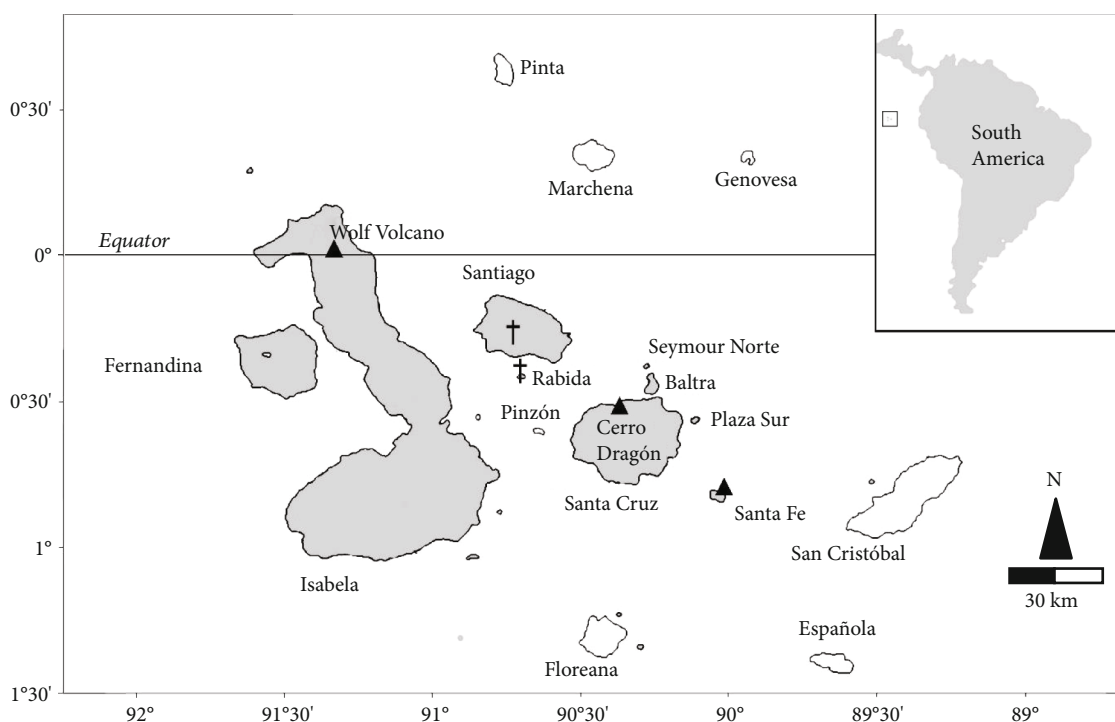 Pinta
0°30'
South
America
Marchena
Genovesa
Wolf Volcano
Equator
0°
Santiago
Seymour Norte
Fernandina
Rabida
Baltra
0°30'
Pinzón
Plaza Sur
Cerro
Dragón
N
Santa Cruz
Santa Fe
1°
San Cristóbal
Isabela
30 km
Española
Floreana
1°30'
92°
91°30'
91°
90°30'
90°
89°30'
89°